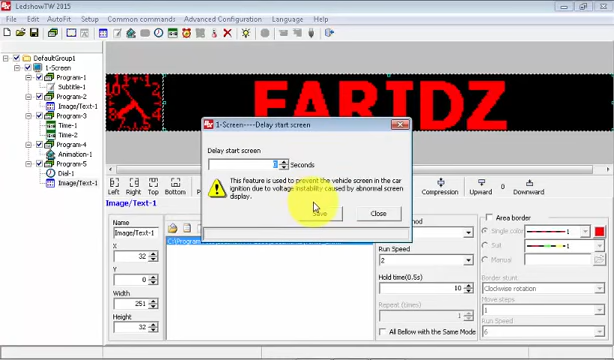 LedshowTW 2015
File Edit AutoFit Setup Common commands Advanced Configuration Language Help
DefaultGroup1
1-Screen
Program-1
Subtitle-1
Program-2
Image/Text-1
Program-3
Time-1
Time-2
Program-4
Animation-1
Program-5
Dial-1
Image/Text-1
FARIDZ
1-Screen----Delay start screen
Delay start screen
0 Seconds
This feature is used to prevent the vehicle screen in the car
ignition due to voltage instability caused by abnormal screen
display.
Save Close
Left Right Top Compression Upward Downward
Image/Text-1
Name
Image/Text-1
X
32
Y
0
Width
251
Height
32
C:\Program
Run Speed
2
Hold time(0.5s)
10
Repeat (times)
1
All Bellow with the Same Mode
Area border
Single color
Suit
Manual
Render stunt
Clockwise rotation
Move steps
1
Run Speed
6